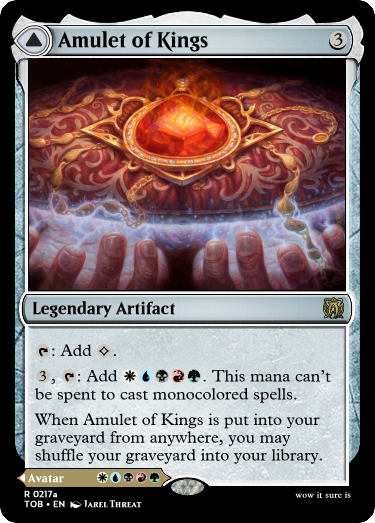 Amulet of Kings 3
Legendary Artifact
: Add .
3, : Add . This mana can't
be spent to cast monocolored spells.
When Amulet of Kings is put into your
graveyard from anywhere, you may
shuffle your graveyard into your library.
Avatar
R 0217a
TOB • EN JAREL THREAT
wow it sure is